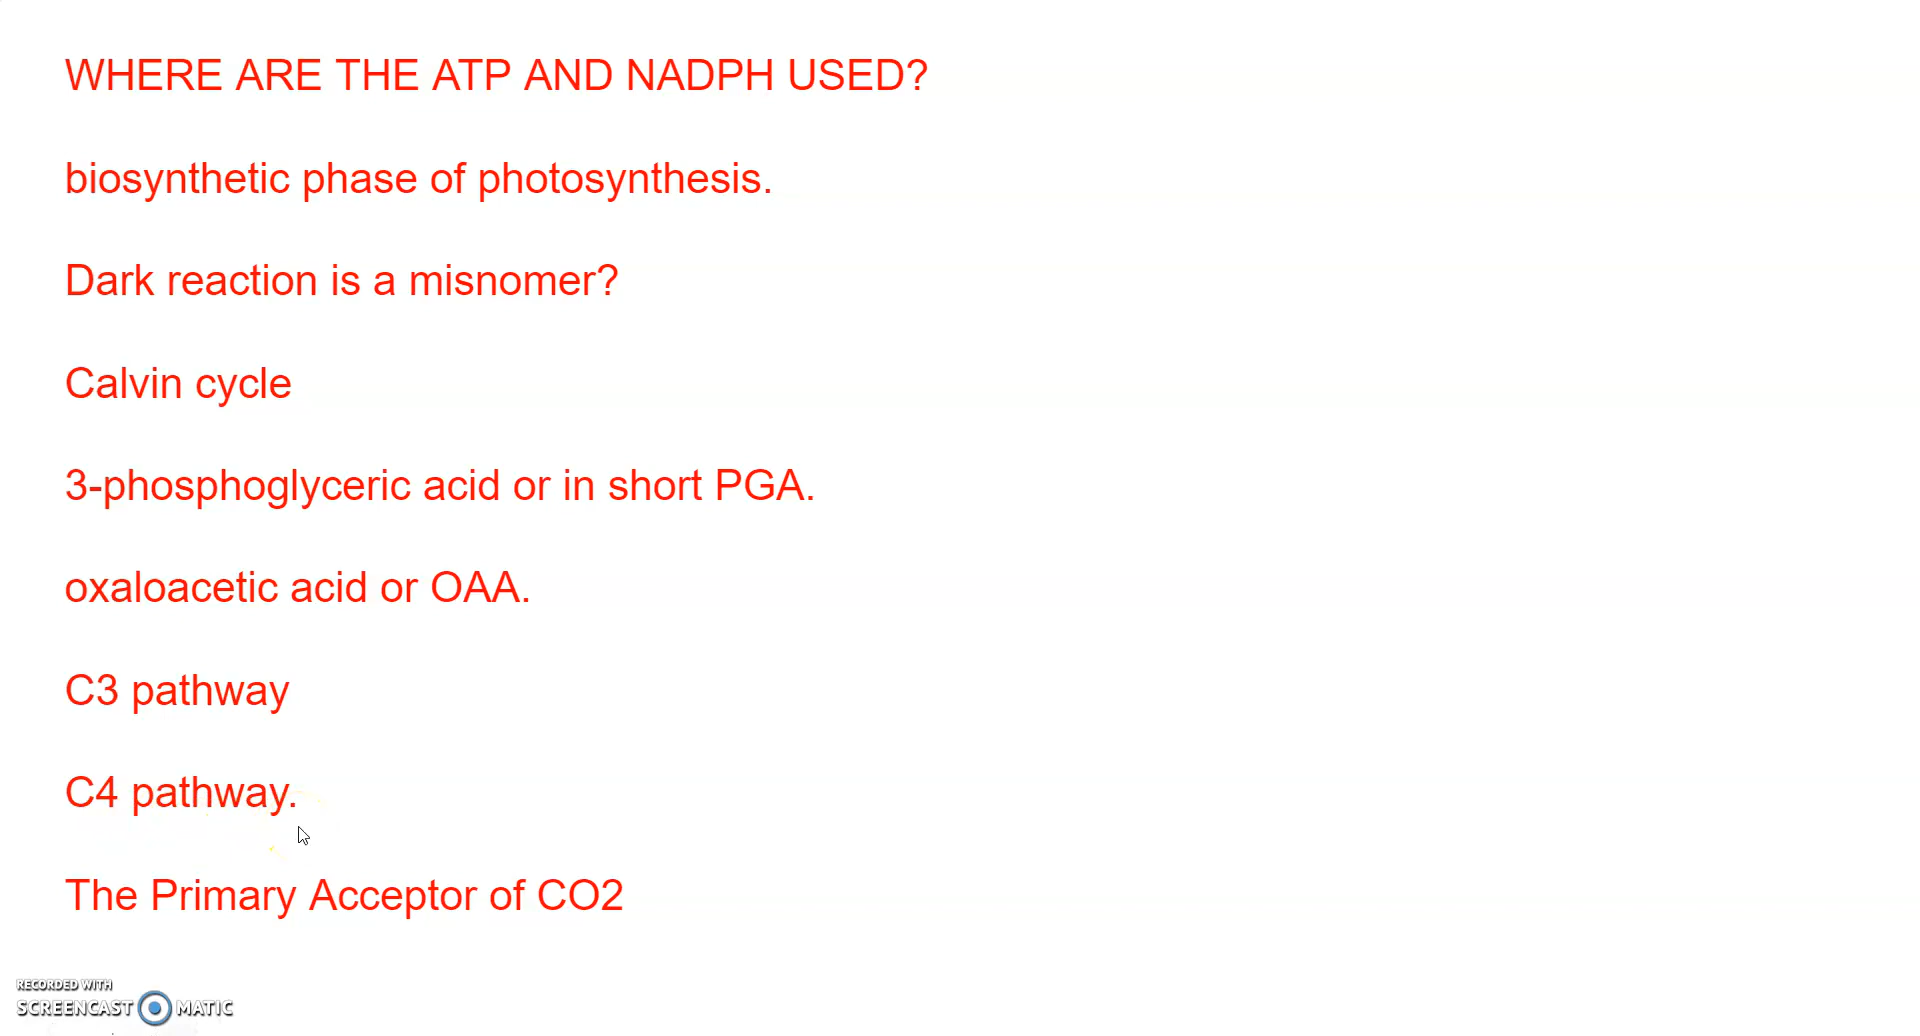 WHERE ARE THE ATP AND NADPH USED?
biosynthetic phase of photosynthesis.
Dark reaction is a misnomer?
Calvin cycle
3-phosphoglyceric acid or in short PGA.
oxaloacetic acid or OAA.
C3 pathway
C4 pathway.
The Primary Acceptor of CO2
RECORDED WITH
SCREENCAST MATIC